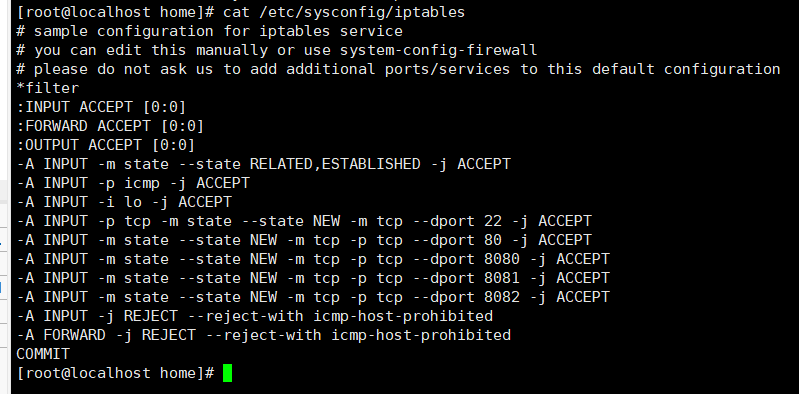 [root@localhost home]# cat /etc/sysconfig/iptables
# sample configuration for iptables service
# you can edit this manually or use system-config-firewall
# please do not ask us to add additional ports/services to this default configuration
*filter
:INPUT ACCEPT [0:0]
:FORWARD ACCEPT [0:0]
:OUTPUT ACCEPT [0:0]
-A INPUT -m state --state RELATED,ESTABLISHED -j ACCEPT
-A INPUT -p icmp -j ACCEPT
-A INPUT -i lo -j ACCEPT
-A INPUT -p tcp -m state --state NEW -m tcp --dport 22 -j ACCEPT
-A INPUT -m state --state NEW -m tcp -p tcp --dport 80 -j ACCEPT
-A INPUT -m state --state NEW -m tcp -p tcp --dport 8080 -j ACCEPT
-A INPUT -m state --state NEW -m tcp -p tcp --dport 8081 -j ACCEPT
-A INPUT -m state --state NEW -m tcp -p tcp --dport 8082 -j ACCEPT
-A INPUT -j REJECT --reject-with icmp-host-prohibited
-A FORWARD -j REJECT --reject-with icmp-host-prohibited
COMMIT
[root@localhost home]#